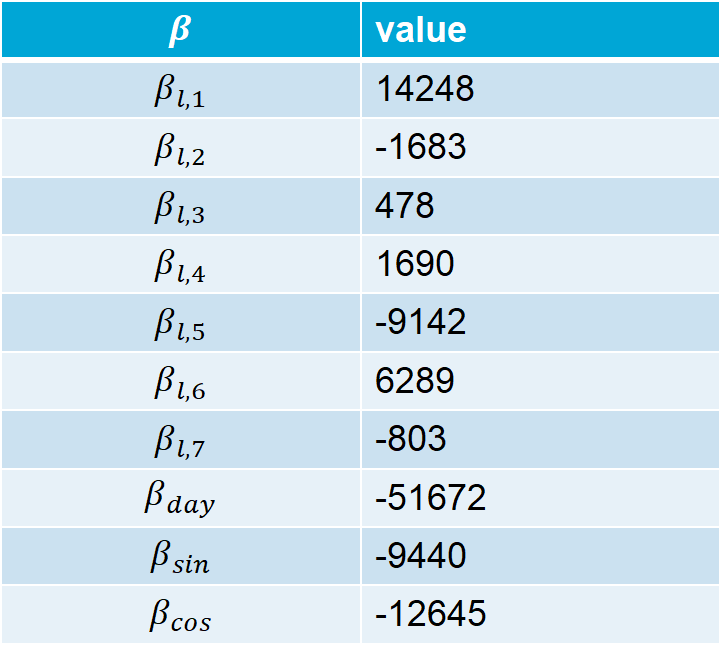 β value
β_{l,1} 14248
β_{l,2} -1683
β_{l,3} 478
β_{l,4} 1690
β_{l,5} -9142
β_{l,6} 6289
β_{l,7} -803
β_{day} -51672
β_{sin} -9440
β_{cos} -12645